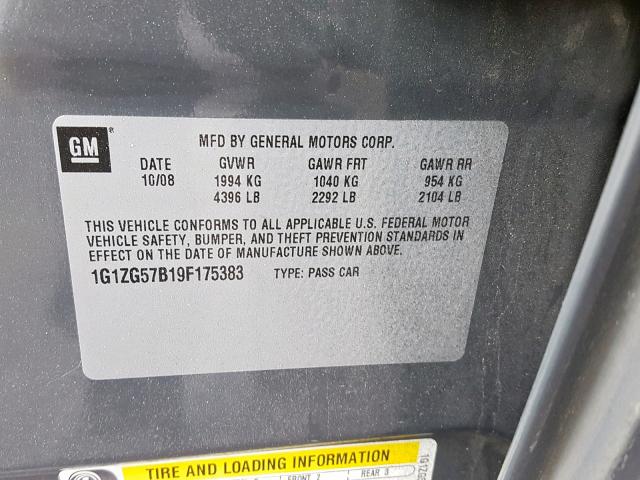 GM
MFD BY GENERAL MOTORS CORP.
DATE GVWR GAWR FRT GAWR RR
10/08 1994 KG 1040 KG 954 KG
4396 LB 2292 LB 2104 LB
THIS VEHICLE CONFORMS TO ALL APPLICABLE U.S. FEDERAL MOTOR
VEHICLE SAFETY, BUMPER, AND THEFT PREVENTION STANDARDS IN
EFFECT ON THE DATE OF MANUFACTURE SHOWN ABOVE.
1G1ZG57B19F175383 TYPE: PASS CAR
TIRE AND LOADING INFORMATION
FRONT 2 REAR 3